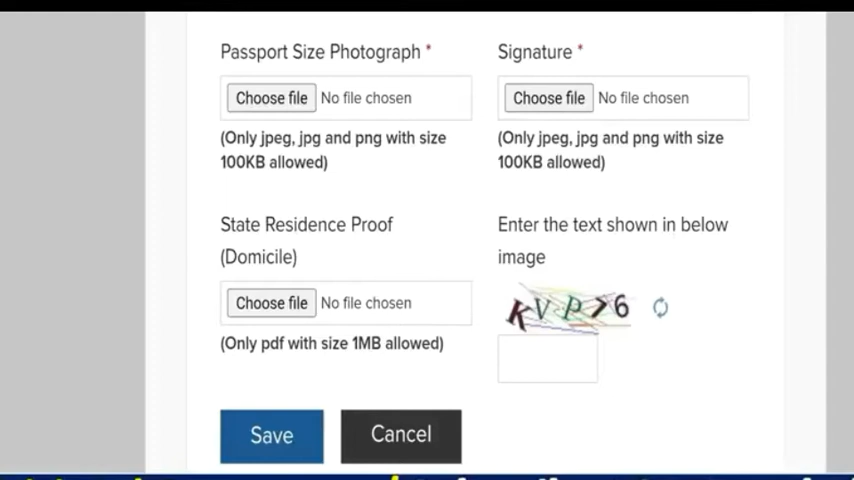 Passport Size Photograph *
Signature *
Choose file No file chosen
Choose file No file chosen
(Only jpeg, jpg and png with size
100KB allowed)
(Only jpeg, jpg and png with size
100KB allowed)
State Residence Proof
(Domicile)
Enter the text shown in below
image
Choose file No file chosen
(Only pdf with size 1MB allowed)
KVP76
Save
Cancel